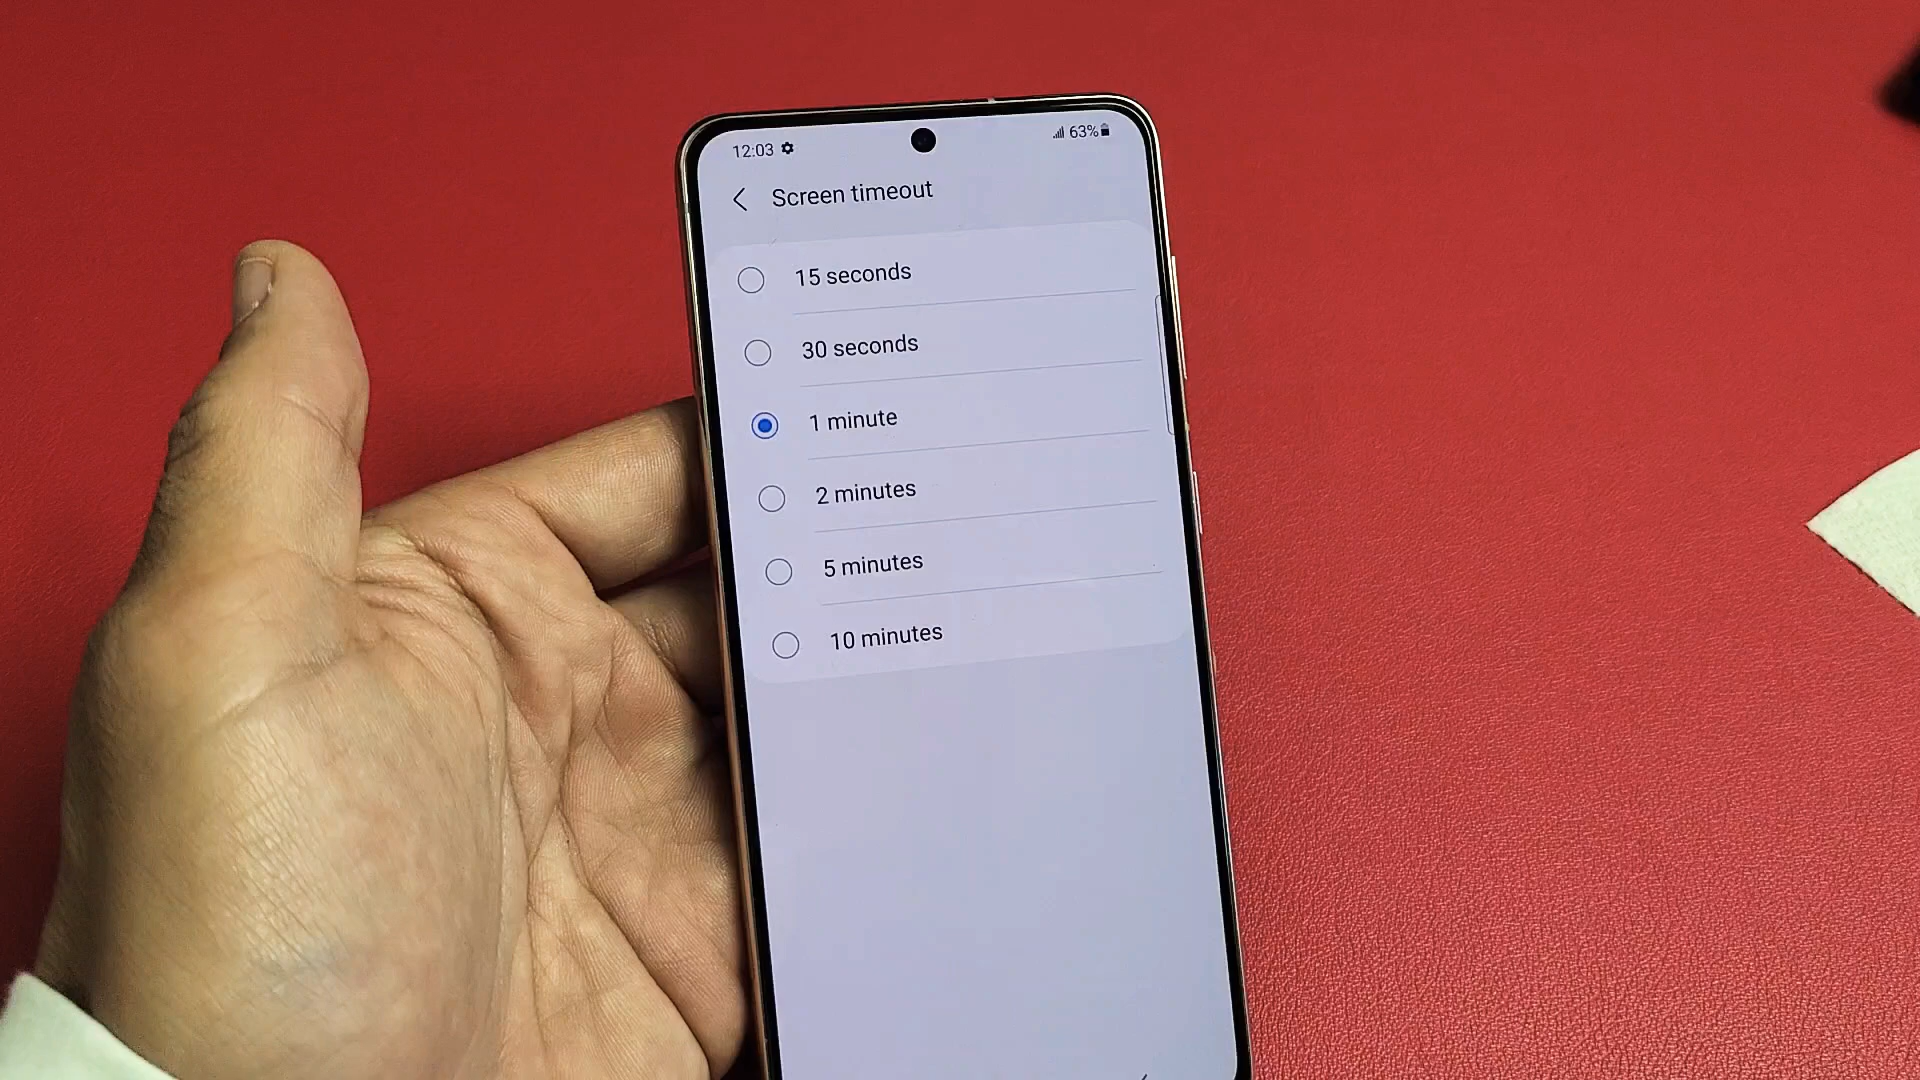 12:03
63%
Screen timeout
15 seconds
30 seconds
1 minute
2 minutes
5 minutes
10 minutes